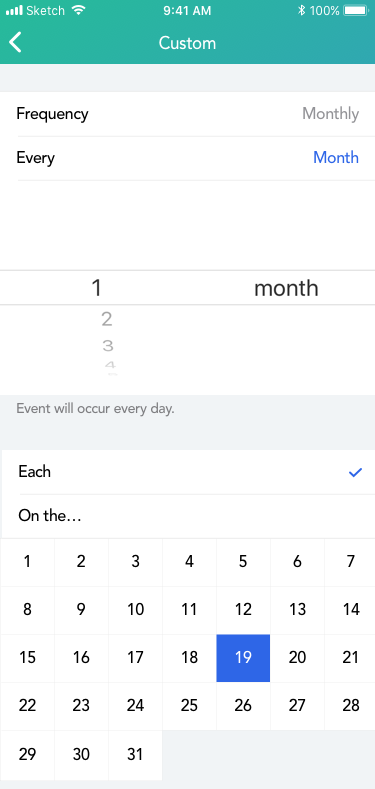 Sketch 9:41 AM 100%
Custom
Frequency Monthly
Every Month
1 month
2
3
4
Event will occur every day.
Each
On the...
1 2 3 4 5 6 7
8 9 10 11 12 13 14
15 16 17 18 19 20 21
22 23 24 25 26 27 28
29 30 31